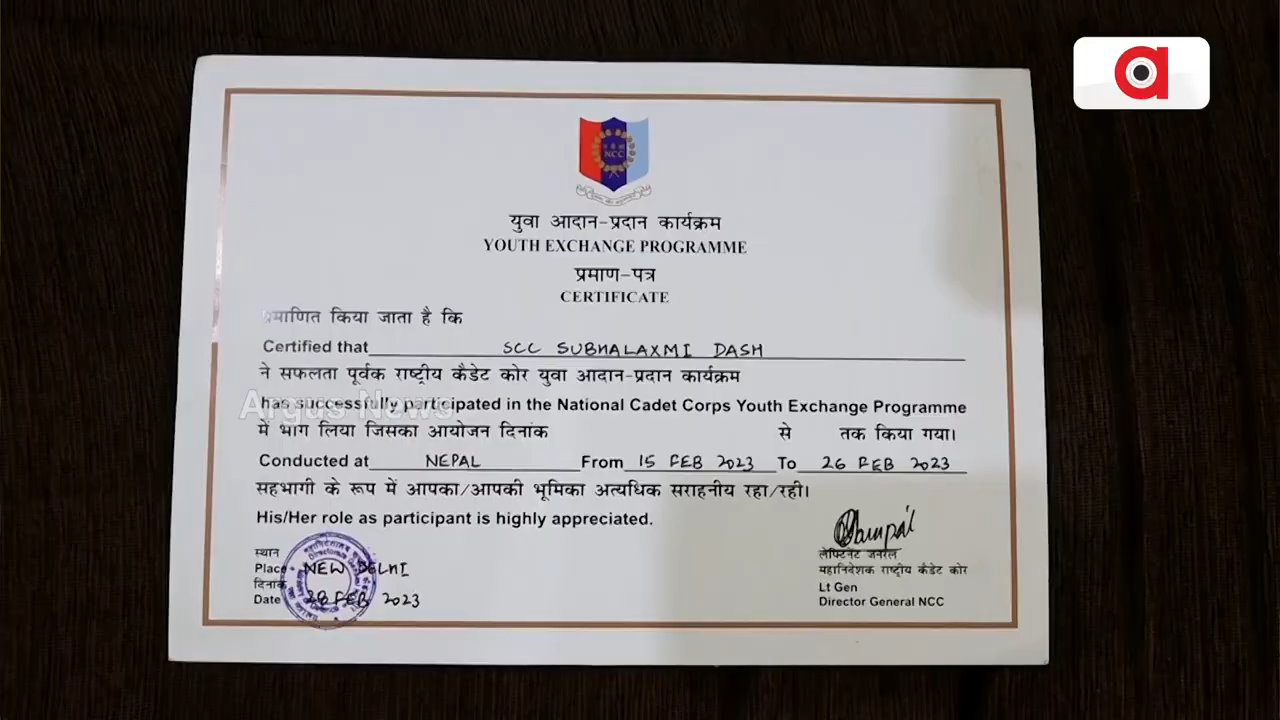 a
NCC
युवा आदान-प्रदान कार्यक्रम
YOUTH EXCHANGE PROGRAMME
प्रमाण-पत्र
CERTIFICATE
प्रमाणित किया जाता है कि
Certified that SCC SUBHALAXMI DASH
ने सफलता पूर्वक राष्ट्रीय कैडेट कोर युवा आदान-प्रदान कार्यक्रम
Argus News
has successfully participated in the National Cadet Corps Youth Exchange Programme
में भाग लिया जिसका आयोजन दिनांक से तक किया गया।
Conducted at NEPAL From 15 FEB 2023 To 26 FEB 2023
सहभागी के रूप में आपका/आपकी भूमिका अत्यधिक सराहनीय रहा/रही।
His/Her role as participant is highly appreciated.
स्थान
Place NEW DELHI
दिनांक
Date 28 FEB 2023
लेफ्टिनेंट जनरल
महानिदेशक राष्ट्रीय कैडेट कोर
Lt Gen
Director General NCC